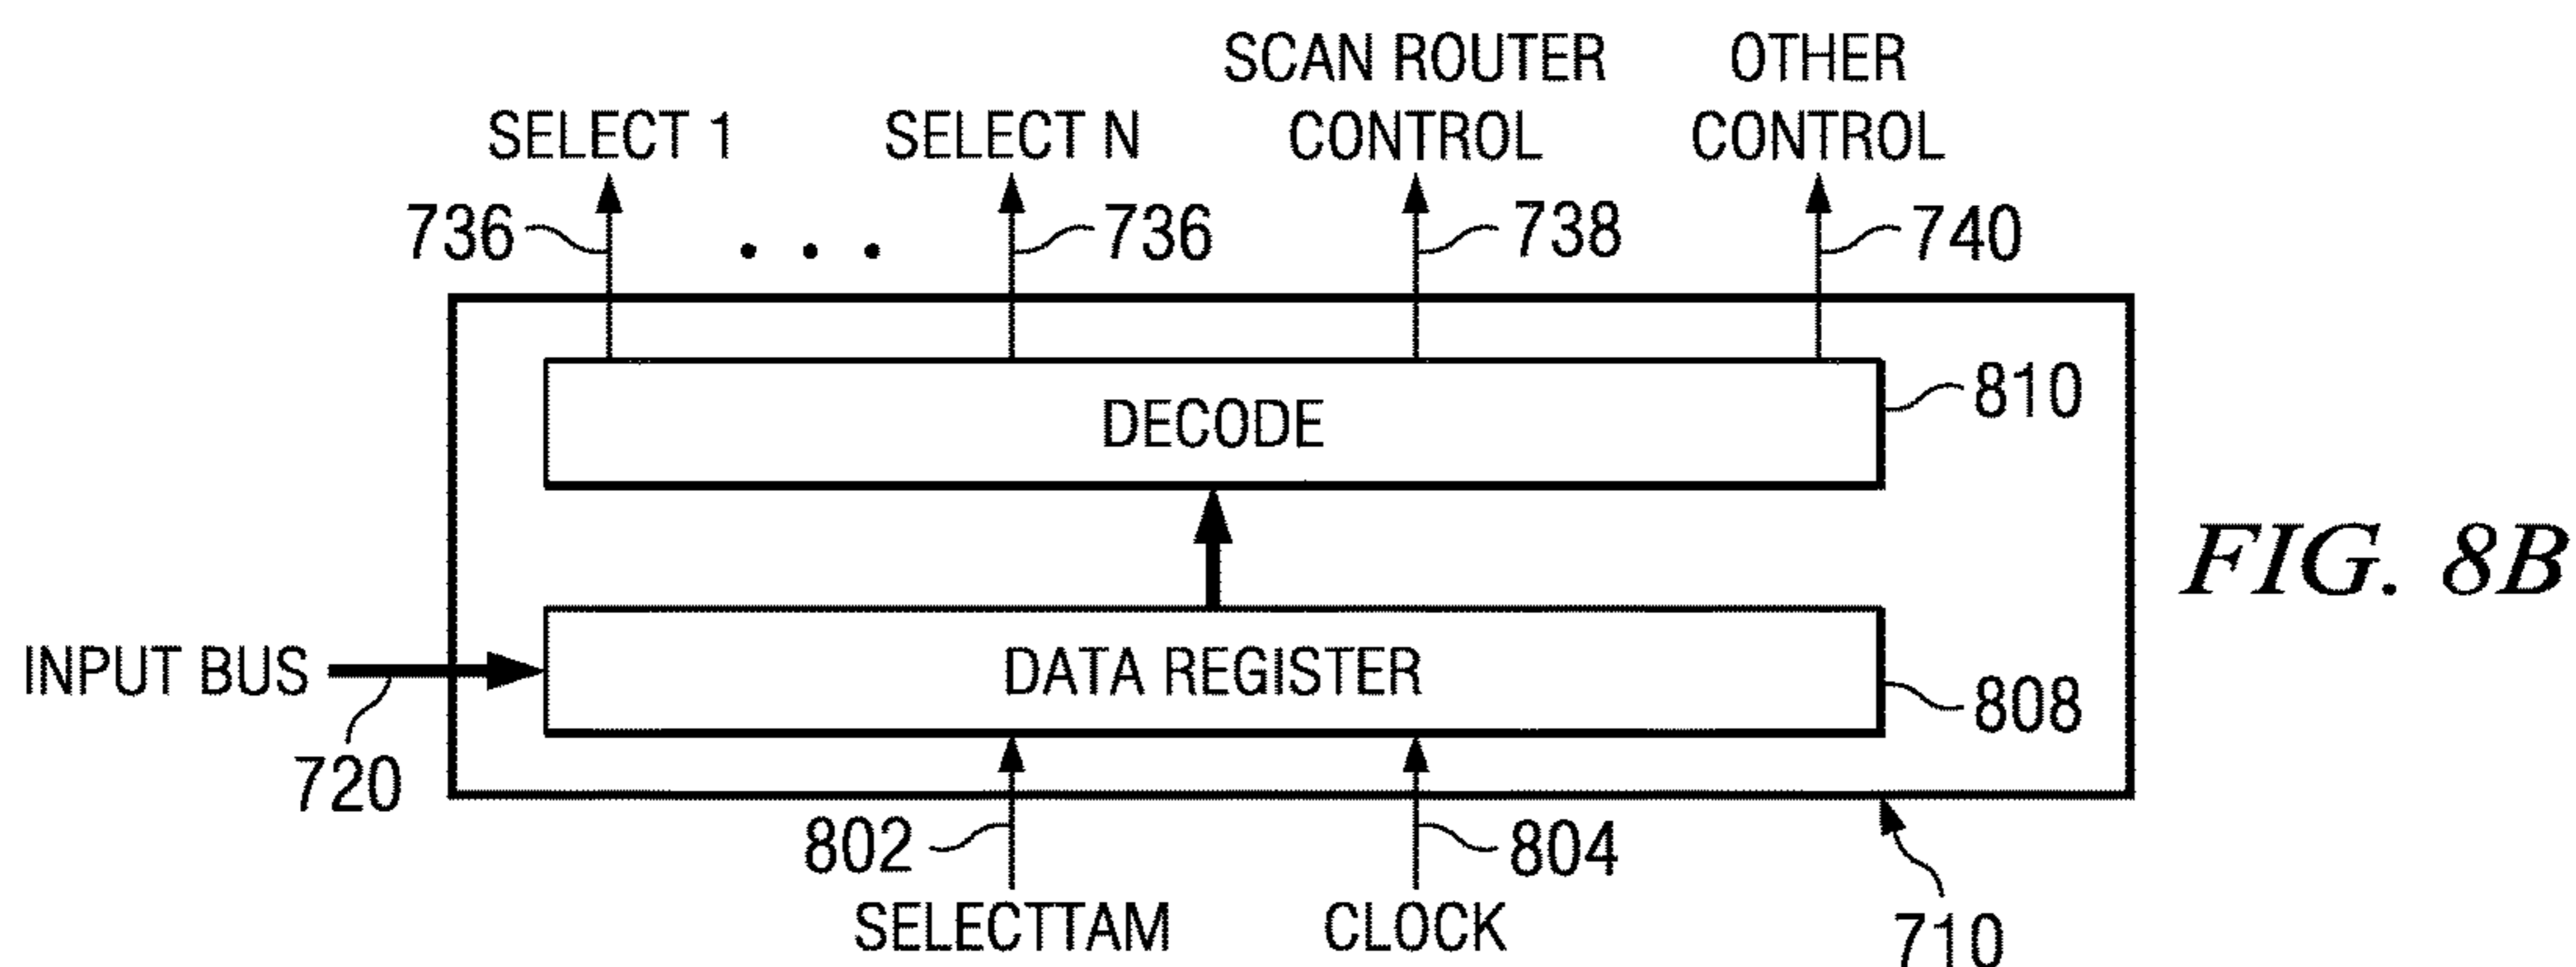 SCAN ROUTER OTHER
SELECT 1 SELECT N CONTROL CONTROL
736 736 738 740
DECODE 810
FIG. 8B
INPUT BUS DATA REGISTER 808
720
802 804
SELECTTAM CLOCK 710